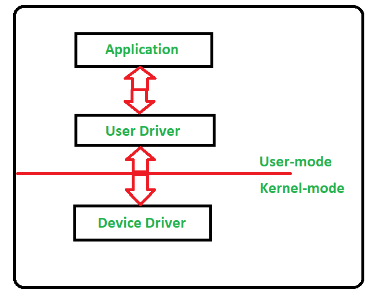 Application
User Driver
User-mode
Kernel-mode
Device Driver